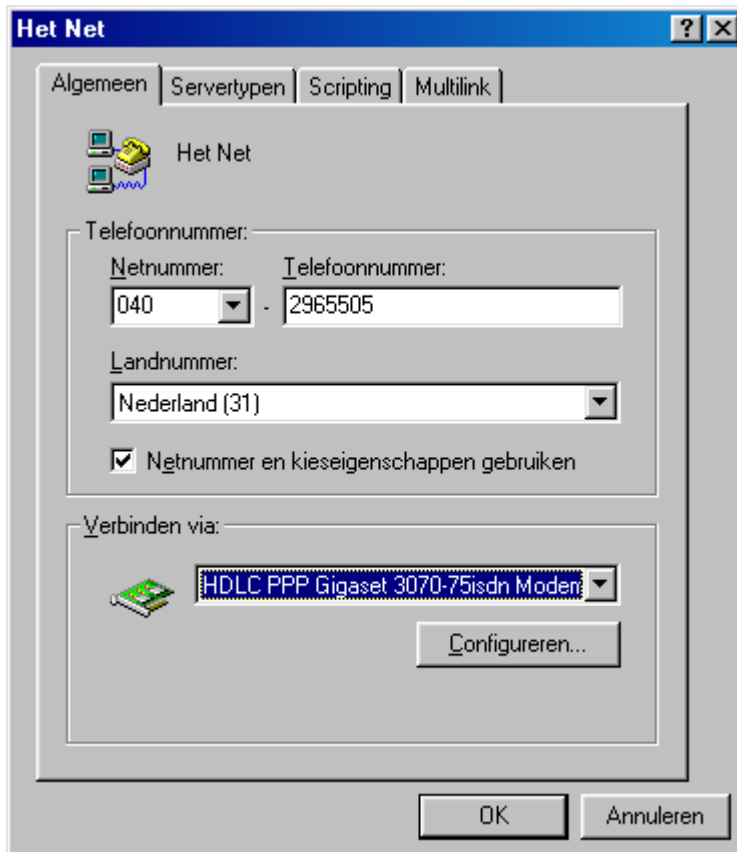 Het Net
Algemeen Servertypen Scripting Multilink
Het Net
Telefoonnummer:
Netnummer: Telefoonnummer:
040 - 2965505
Landnummer:
Nederland (31)
Netnummer en kieseigenschappen gebruiken
Verbinden via:
HDLC PPP Gigaset 3070-75isdn Modem
Configureren...
OK Annuleren